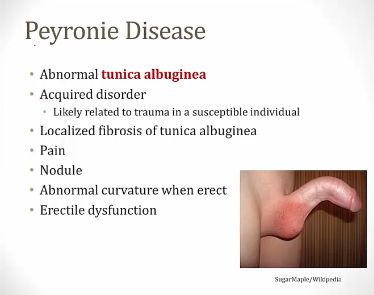 Peyronie Disease
• Abnormal tunica albuginea
• Acquired disorder
• Likely related to trauma in a susceptible individual
• Localized fibrosis of tunica albuginea
• Pain
• Nodule
• Abnormal curvature when erect
• Erectile dysfunction
SugarMaple/Wikipedia